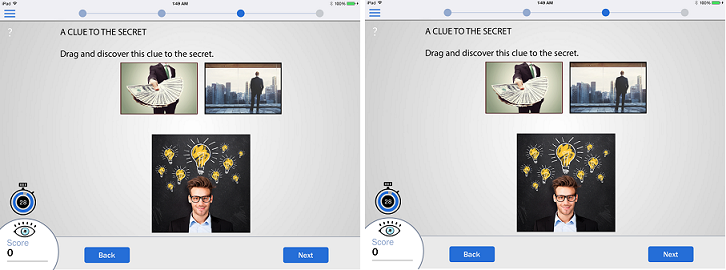 iPad 1:49 AM 100%
?
A CLUE TO THE SECRET
Drag and discover this clue to the secret.
28
Score
0
Back Next
iPad 1:49 AM 100%
?
A CLUE TO THE SECRET
Drag and discover this clue to the secret.
28
Score
0
Back Next